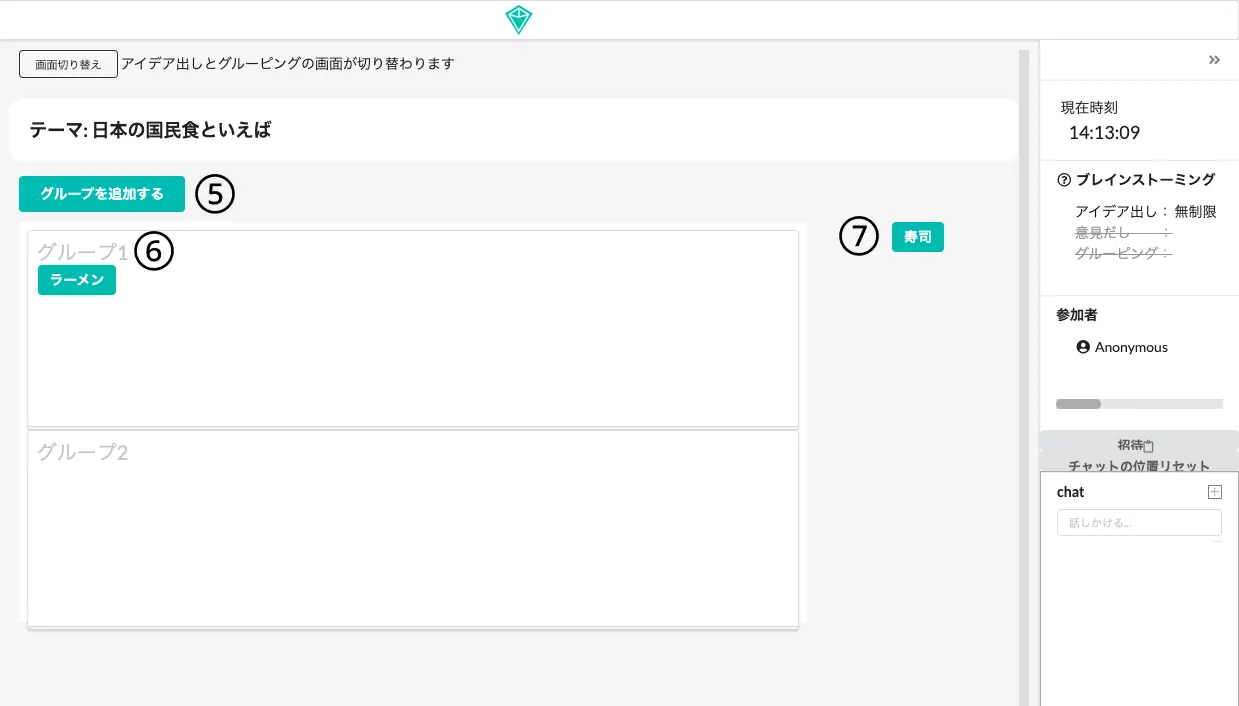 画面切り替え アイデア出しとグルーピングの画面が切り替わります
テーマ: 日本の国民食といえば
グループを追加する ⑤
グループ1 ⑥
ラーメン
グループ2
⑦ 寿司
»
現在時刻
14:13:09
ブレインストーミング
アイデア出し： 無制限
意見だし　　：
グルーピング：
参加者
Anonymous
招待
チャットの位置リセット
chat
話しかける...